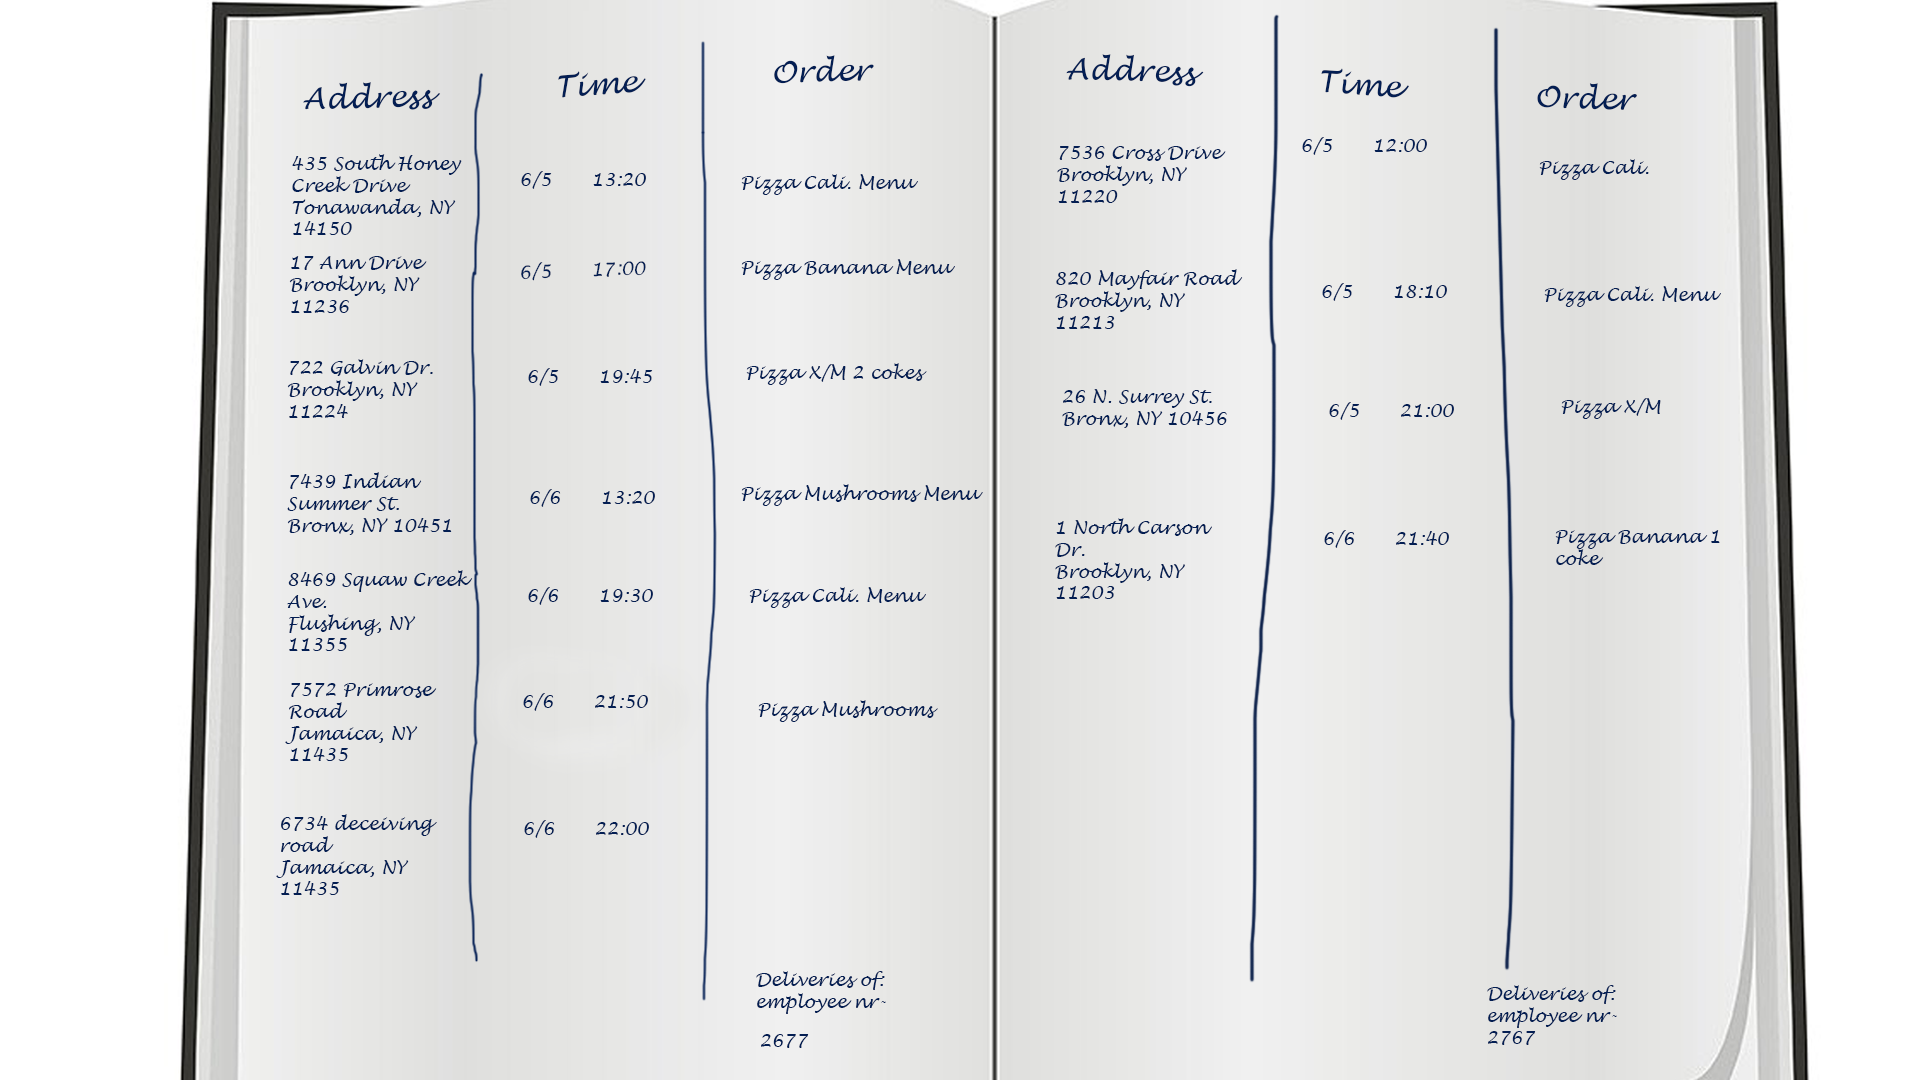 Address Time Order
435 South Honey
Creek Drive
Tonawanda, NY
14150
6/5 13:20
Pizza Cali. Menu
17 Ann Drive
Brooklyn, NY
11236
6/5 17:00
Pizza Banana Menu
722 Galvin Dr.
Brooklyn, NY
11224
6/5 19:45
Pizza X/M 2 cokes
7439 Indian
Summer St.
Bronx, NY 10451
6/6 13:20
Pizza Mushrooms Menu
8469 Squaw Creek
Ave.
Flushing, NY
11355
6/6 19:30
Pizza Cali. Menu
7572 Primrose
Road
Jamaica, NY
11435
6/6 21:50
Pizza Mushrooms
6734 deceiving
road
Jamaica, NY
11435
6/6 22:00
Deliveries of:
employee nr-
2677
Address Time Order
7536 Cross Drive
Brooklyn, NY
11220
6/5 12:00
Pizza Cali.
820 Mayfair Road
Brooklyn, NY
11213
6/5 18:10
Pizza Cali. Menu
26 N. Surrey St.
Bronx, NY 10456
6/5 21:00
Pizza X/M
1 North Carson
Dr.
Brooklyn, NY
11203
6/6 21:40
Pizza Banana 1
coke
Deliveries of:
employee nr-
2767